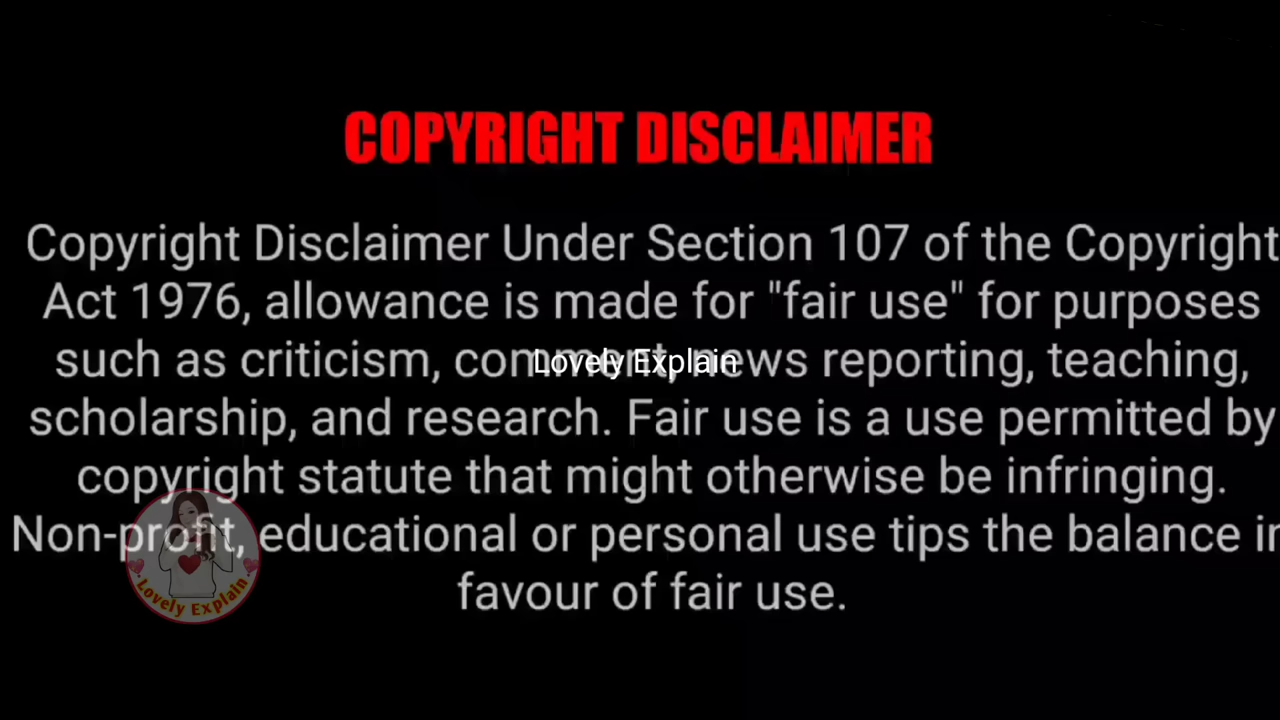 COPYRIGHT DISCLAIMER
Copyright Disclaimer Under Section 107 of the Copyright
Act 1976, allowance is made for "fair use" for purposes
such as criticism, comment, news reporting, teaching,
Lovely Explain
scholarship, and research. Fair use is a use permitted by
copyright statute that might otherwise be infringing.
Non-profit, educational or personal use tips the balance in
favour of fair use.
Lovely Explain